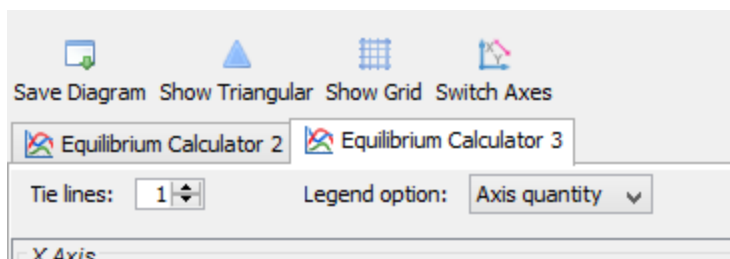 Save Diagram Show Triangular Show Grid Switch Axes
Equilibrium Calculator 2 Equilibrium Calculator 3
Tie lines: 1 Legend option: Axis quantity
X Axis